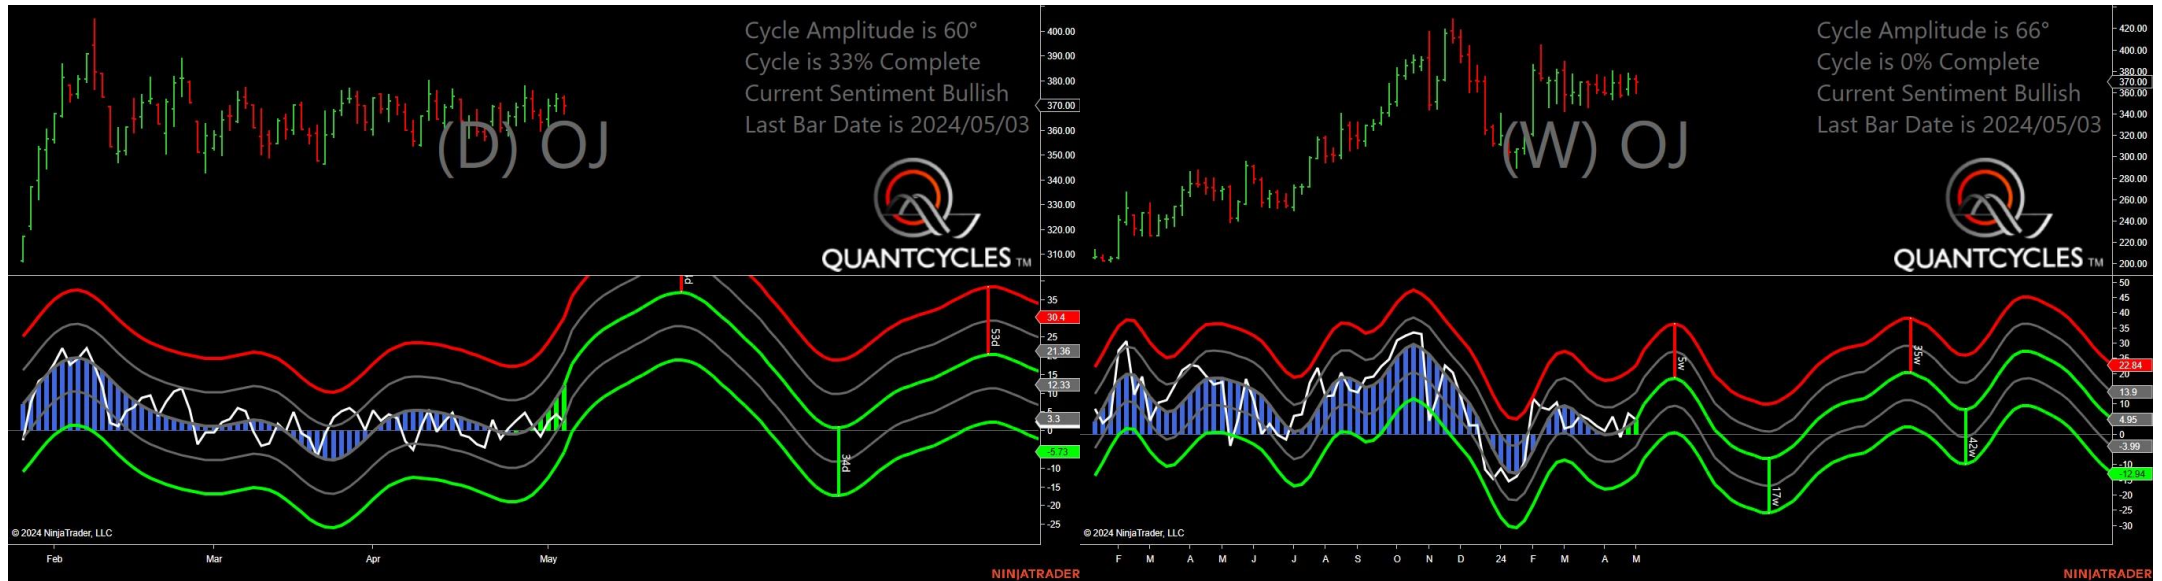 Cycle Amplitude is 60°
Cycle is 33% Complete
Current Sentiment Bullish
Last Bar Date is 2024/05/03
(D) OJ
QUANTCYCLES TM
400.00
390.00
380.00
370.00
360.00
350.00
340.00
330.00
320.00
310.00
35
30.4
25
21.36
12.33
10
3.3
0
-5.73
-10
-15
-20
-25
53d
34d
© 2024 NinjaTrader, LLC
Feb Mar Apr May
NINJATRADER
Cycle Amplitude is 66°
Cycle is 0% Complete
Current Sentiment Bullish
Last Bar Date is 2024/05/03
(W) OJ
QUANTCYCLES TM
420.00
400.00
380.00
370.00
360.00
340.00
320.00
300.00
280.00
260.00
240.00
220.00
200.00
50
45
40
35
30
25
22.84
20
13.9
10
4.95
0
-3.99
-10
-12.94
-20
-25
-30
5w
17w
35w
42w
© 2024 NinjaTrader, LLC
F M A M J J A S O N D 24 F M A M
NINJATRADER